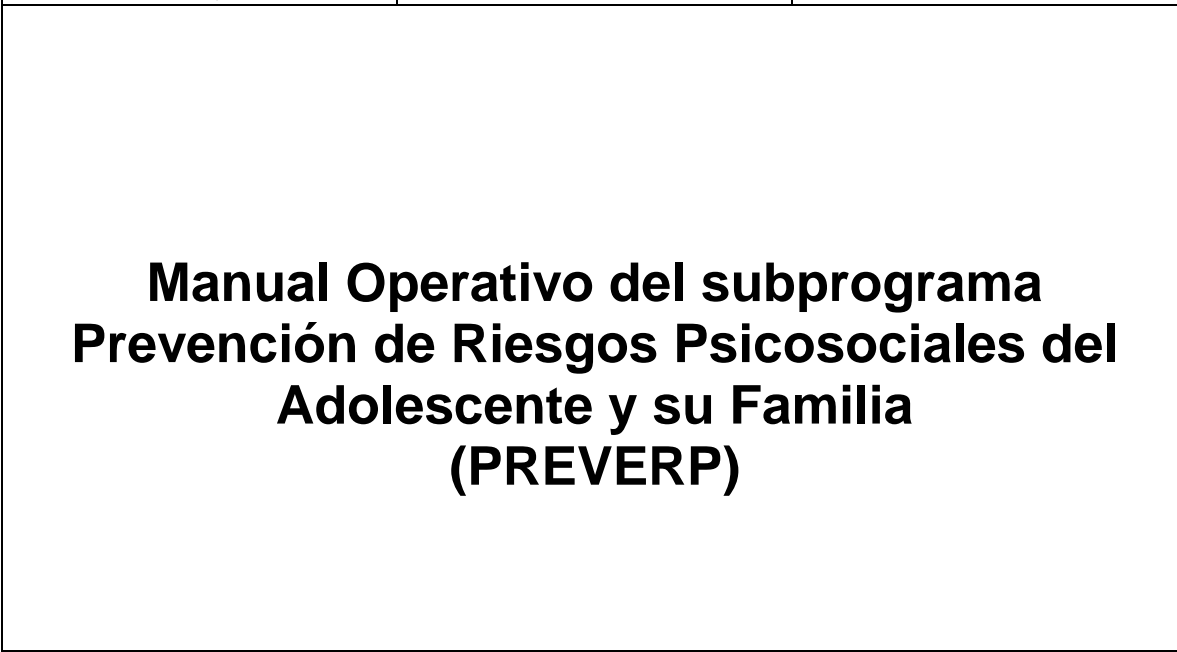 Manual Operativo del subprograma
Prevención de Riesgos Psicosociales del
Adolescente y su Familia
(PREVERP)